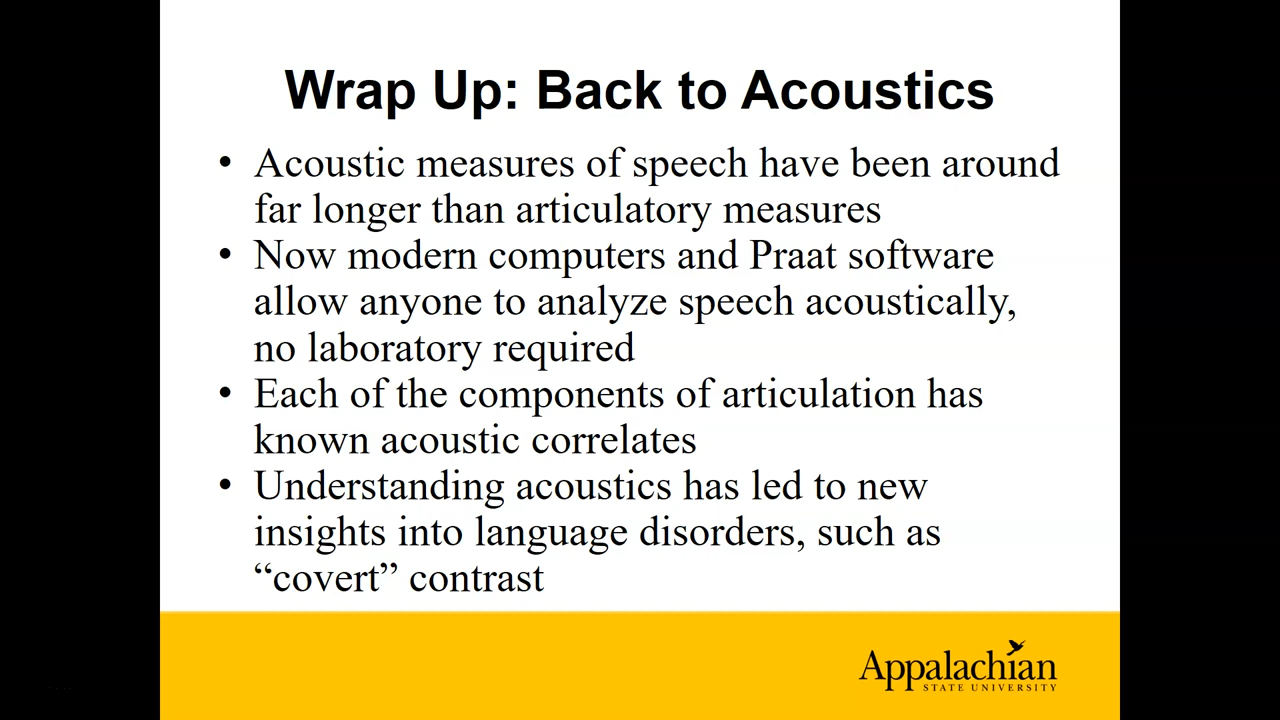 Wrap Up: Back to Acoustics
• Acoustic measures of speech have been around
far longer than articulatory measures
• Now modern computers and Praat software
allow anyone to analyze speech acoustically,
no laboratory required
• Each of the components of articulation has
known acoustic correlates
• Understanding acoustics has led to new
insights into language disorders, such as
“covert” contrast
Appalachian
STATE UNIVERSITY